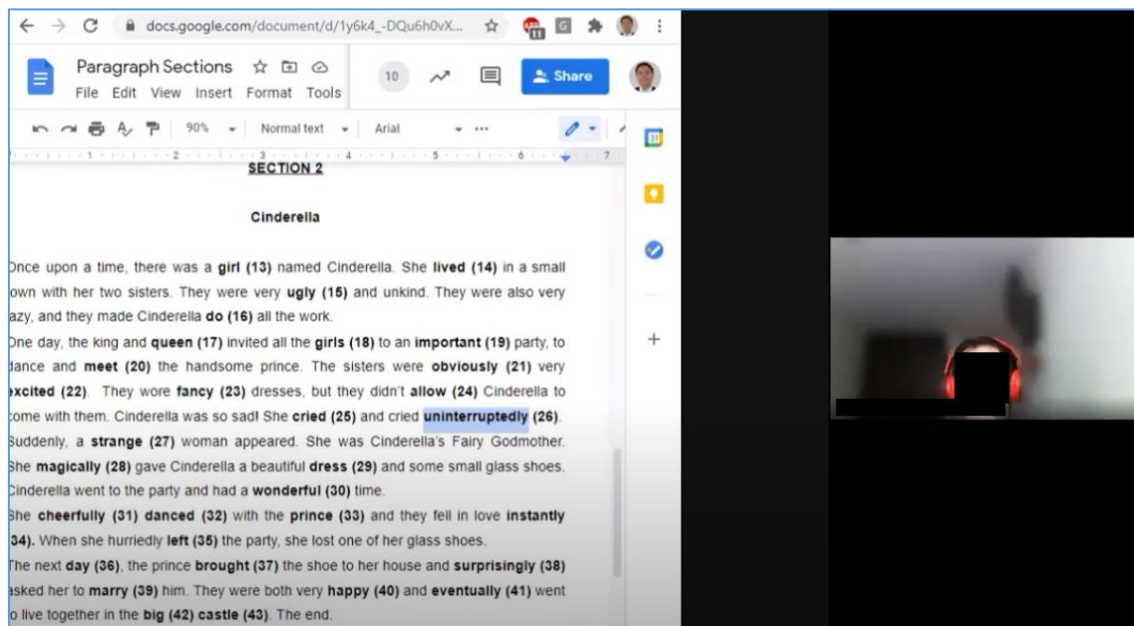 docs.google.com/document/d/1y6k4_-DQu6h0vX...
11
G
Paragraph Sections
10
Share
File Edit View Insert Format Tools
90% Normal text Arial
31
1 2 3 4 5 6 7
SECTION 2
Cinderella
Once upon a time, there was a girl (13) named Cinderella. She lived (14) in a small
own with her two sisters. They were very ugly (15) and unkind. They were also very
azy, and they made Cinderella do (16) all the work.
One day, the king and queen (17) invited all the girls (18) to an important (19) party, to
dance and meet (20) the handsome prince. The sisters were obviously (21) very
excited (22). They wore fancy (23) dresses, but they didn't allow (24) Cinderella to
come with them. Cinderella was so sad! She cried (25) and cried uninterruptedly (26).
Suddenly, a strange (27) woman appeared. She was Cinderella's Fairy Godmother.
She magically (28) gave Cinderella a beautiful dress (29) and some small glass shoes.
Cinderella went to the party and had a wonderful (30) time.
She cheerfully (31) danced (32) with the prince (33) and they fell in love instantly
34). When she hurriedly left (35) the party, she lost one of her glass shoes.
The next day (36), the prince brought (37) the shoe to her house and surprisingly (38)
asked her to marry (39) him. They were both very happy (40) and eventually (41) went
o live together in the big (42) castle (43). The end.